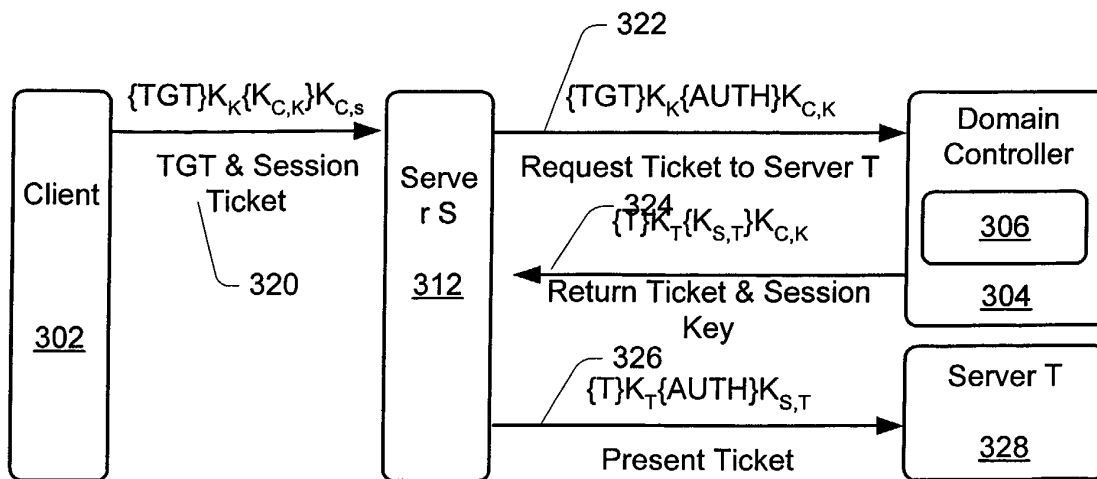 322
{TGT}K_K{K_C,K}K_C,s
{TGT}K_K{AUTH}K_C,K
Domain
Controller
TGT & Session
Ticket
Request Ticket to Server T
Client
Serve
r S
324
{T}K_T{K_S,T}K_C,K
306
320
312
Return Ticket & Session
Key
304
302
326
{T}K_T{AUTH}K_S,T
Server T
Present Ticket
328